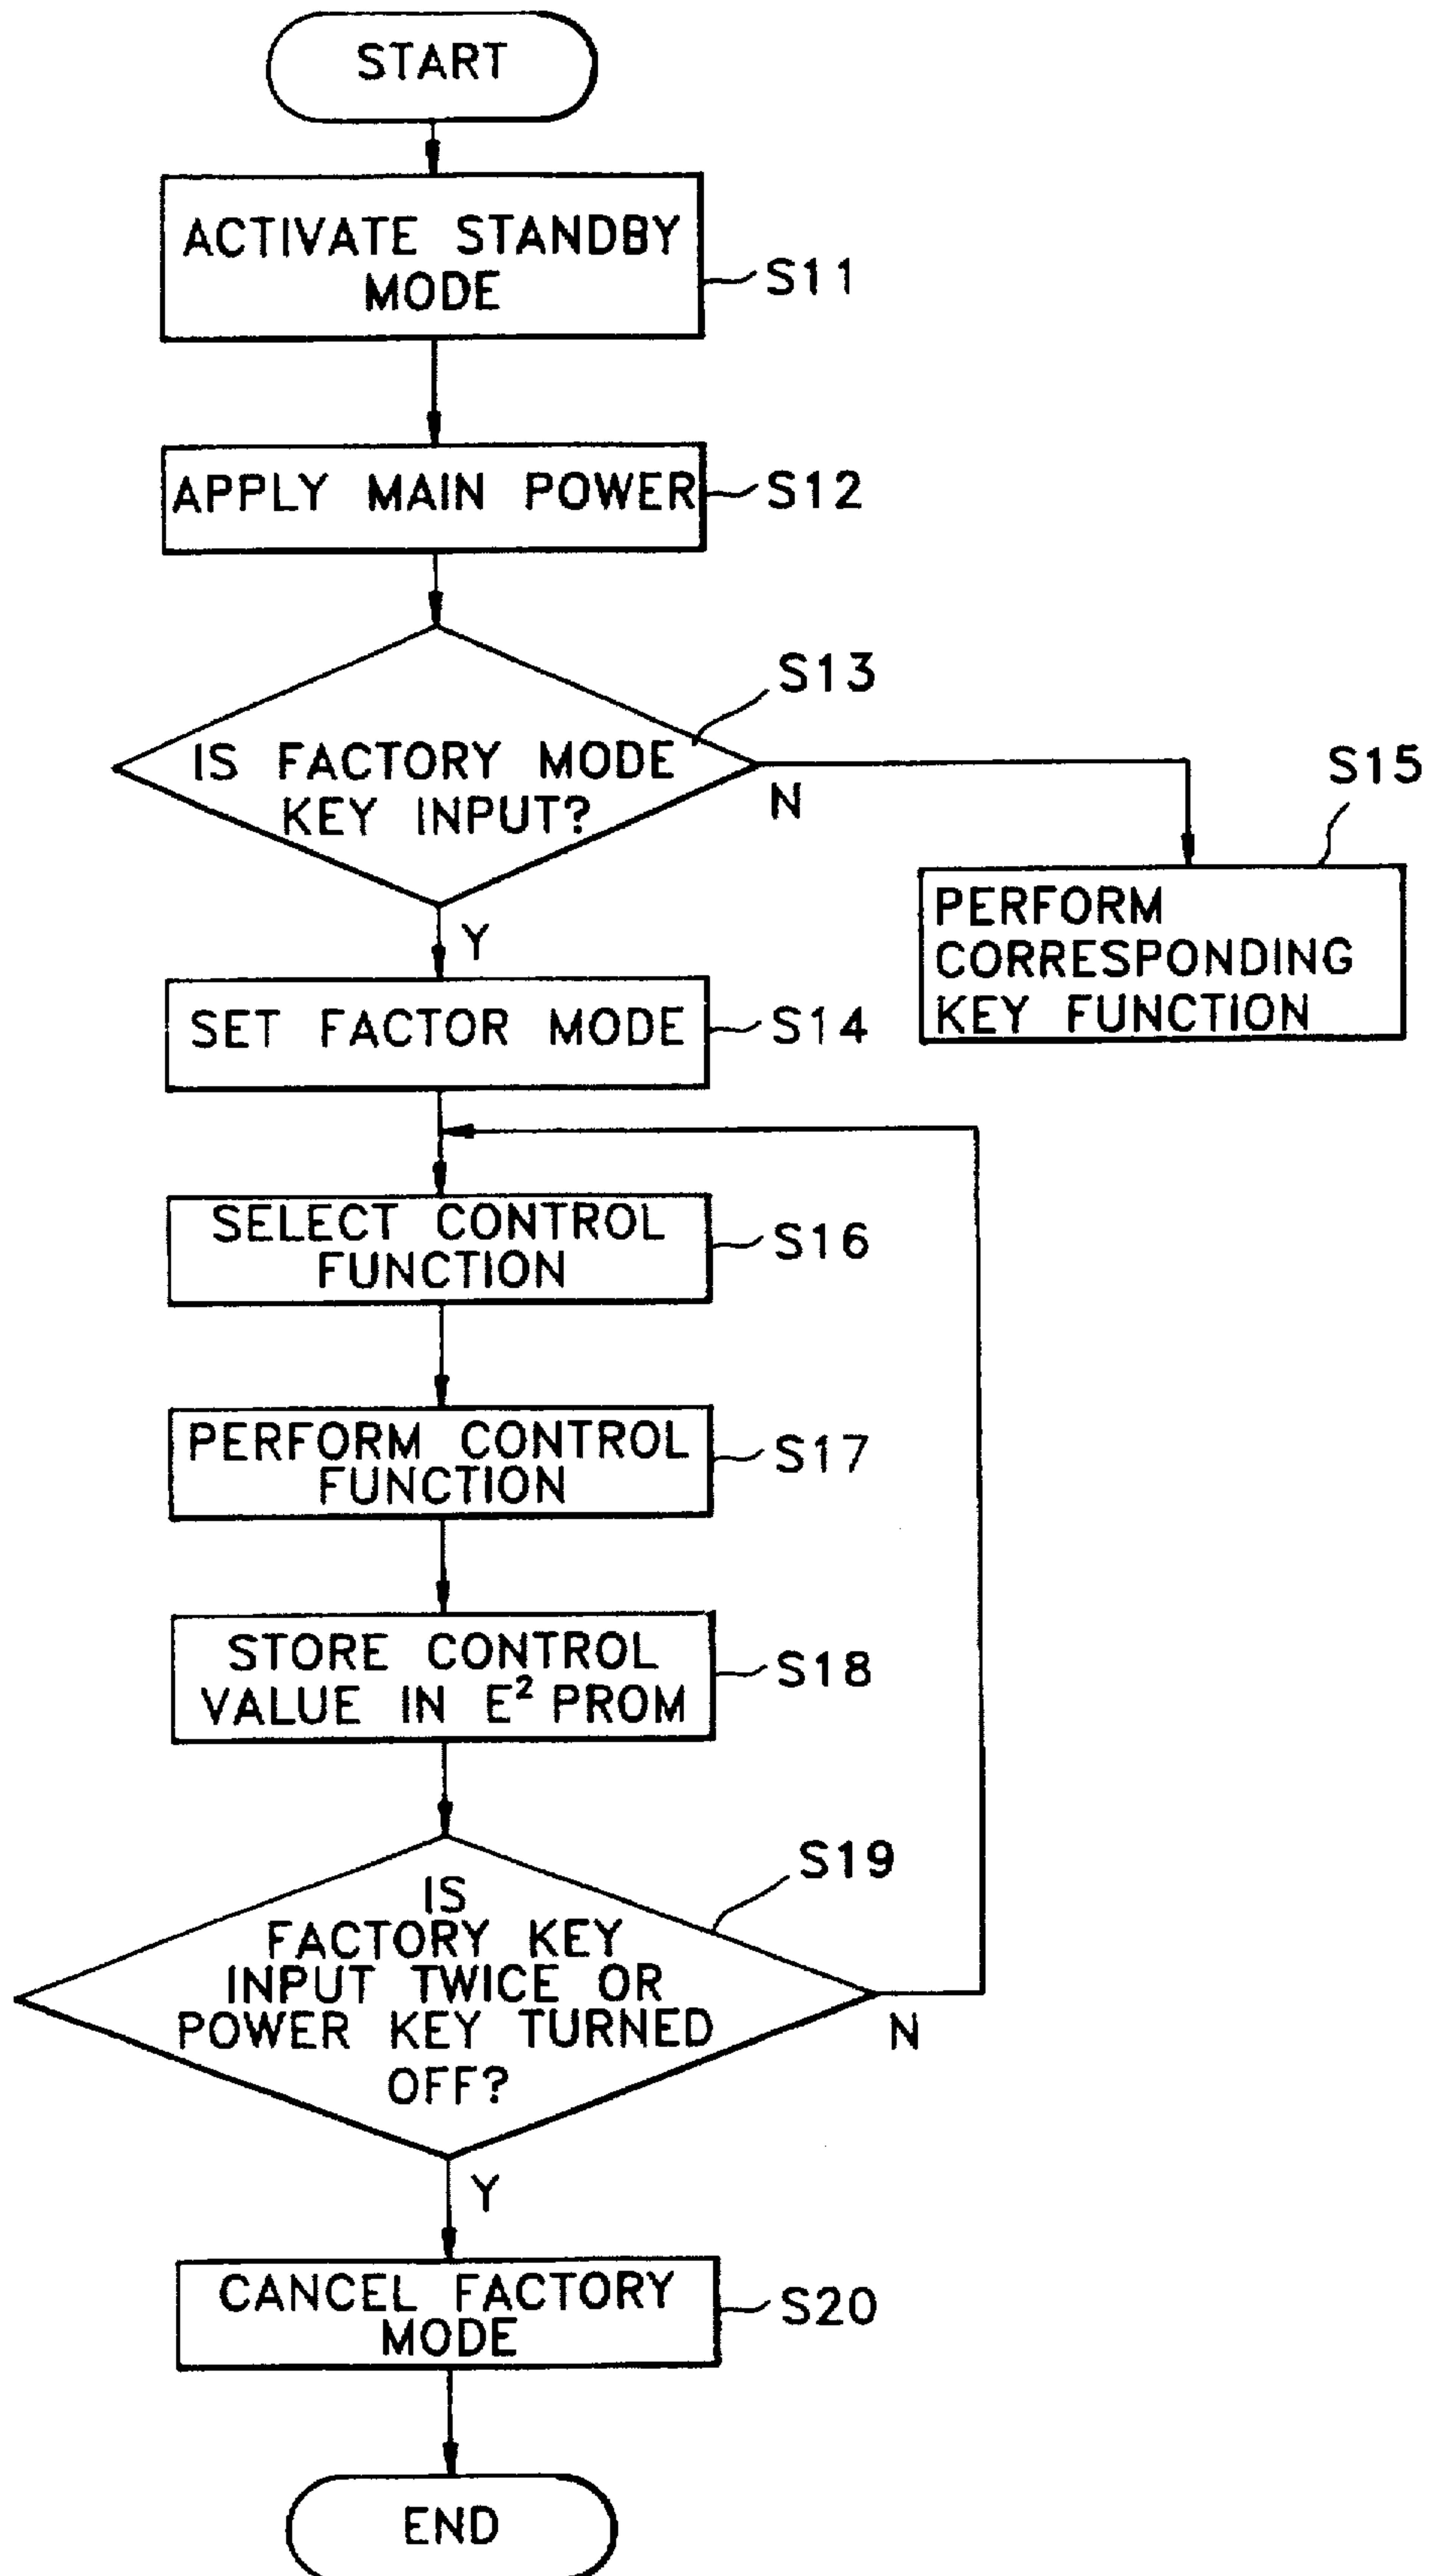 START
ACTIVATE STANDBY
MODE
S11
APPLY MAIN POWER
S12
S13
IS FACTORY MODE
KEY INPUT?
N
S15
PERFORM
CORRESPONDING
KEY FUNCTION
Y
SET FACTOR MODE
S14
SELECT CONTROL
FUNCTION
S16
PERFORM CONTROL
FUNCTION
S17
STORE CONTROL
VALUE IN E² PROM
S18
S19
IS
FACTORY KEY
INPUT TWICE OR
POWER KEY TURNED
OFF?
N
Y
CANCEL FACTORY
MODE
S20
END